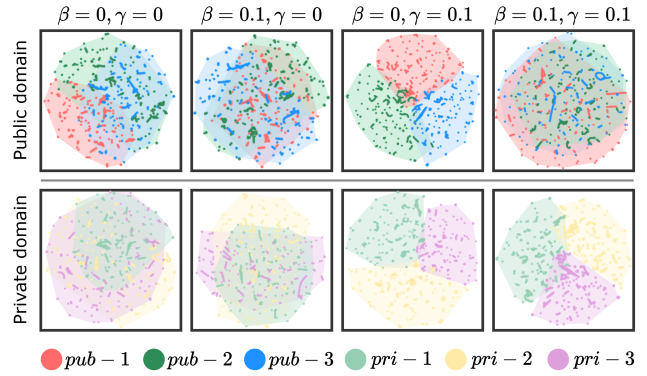 β = 0, γ = 0 β = 0.1, γ = 0 β = 0, γ = 0.1 β = 0.1, γ = 0.1
Public domain
Private domain
pub − 1 pub − 2 pub − 3 pri − 1 pri − 2 pri − 3